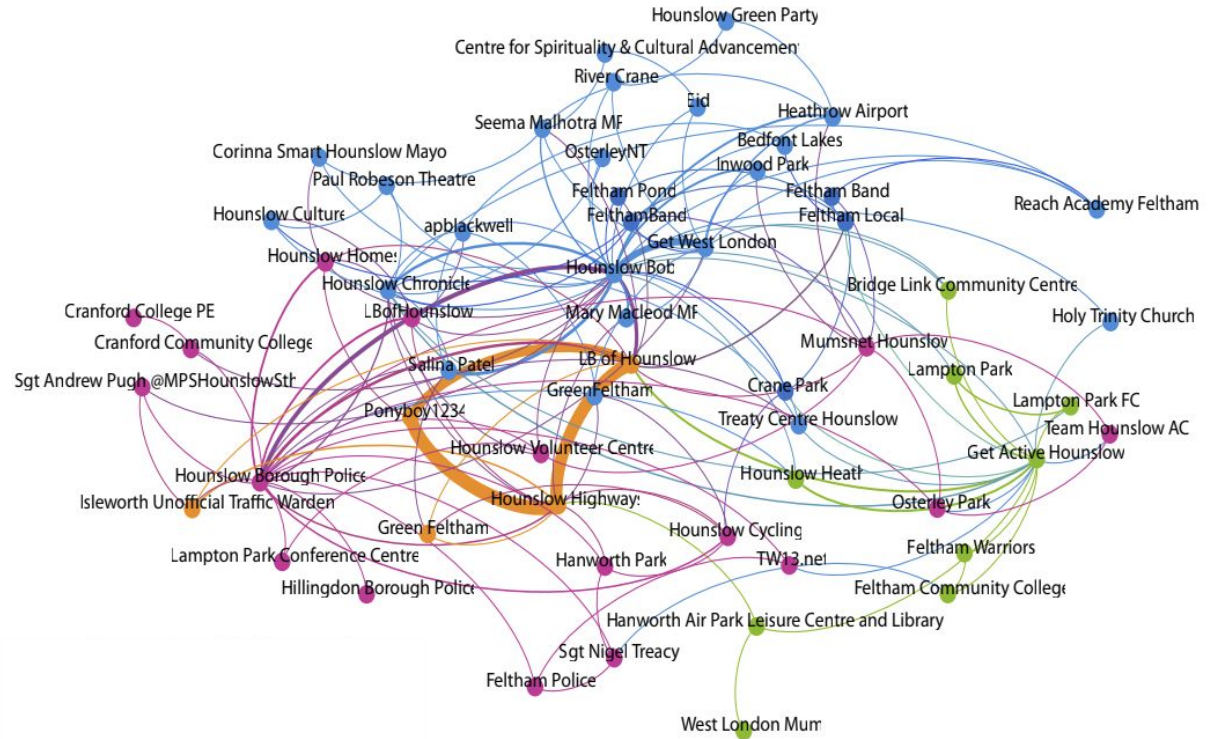 Hounslow Green Party
Centre for Spirituality & Cultural Advancemen
River Crane
Eid
Heathrow Airport
Seema Malhotra MF
Bedfont Lakes
Corinna Smart Hounslow Mayo
OsterleyNT
Inwood Park
Paul Robeson Theatre
Feltham Pond
Feltham Band
Reach Academy Feltham
Hounslow Culture
apblackwell
FelthamBand
Feltham Local
Get West London
Hounslow Homes
Hounslow Bob
Hounslow Chronicle
Bridge Link Community Centre
Cranford College PE
LBofHounslow
Mary Macleod MF
Holy Trinity Church
Cranford Community College
Mumsnet Hounslov
Salina Patel
LB of Hounslow
Lampton Park
Sgt Andrew Pugh @MPSHounslowSth
Crane Park
GreenFeltham
Lampton Park FC
Ponyboy1234
Treaty Centre Hounslow
Team Hounslow AC
Hounslow Volunteer Centre
Get Active Hounslow
Hounslow Borough Police
Hounslow Heath
Isleworth Unofficial Traffic Warden
Hounslow Highways
Osterley Park
Green Feltham
Hounslow Cycling
Lampton Park Conference Centre
Hanworth Park
TW13.net
Feltham Warriors
Hillingdon Borough Police
Feltham Community College
Hanworth Air Park Leisure Centre and Library
Sgt Nigel Treacy
Feltham Police
West London Mum